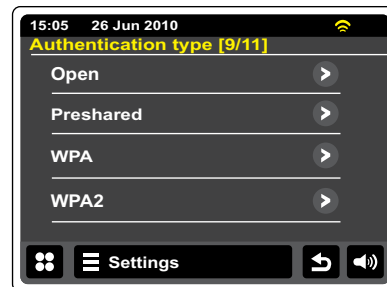 15:05 26 Jun 2010
Authentication type [9/11]
Open
Preshared
WPA
WPA2
Settings